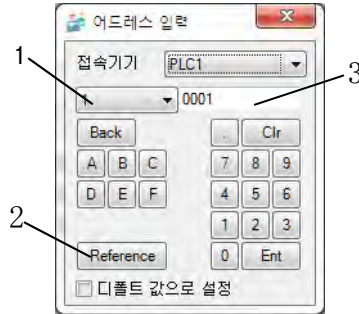 어드레스 입력
접속기기 PLC1
1
3
1 0001
Back . Clr
A B C 7 8 9
D E F 4 5 6
1 2 3
2
Reference 0 Ent
디폴트 값으로 설정